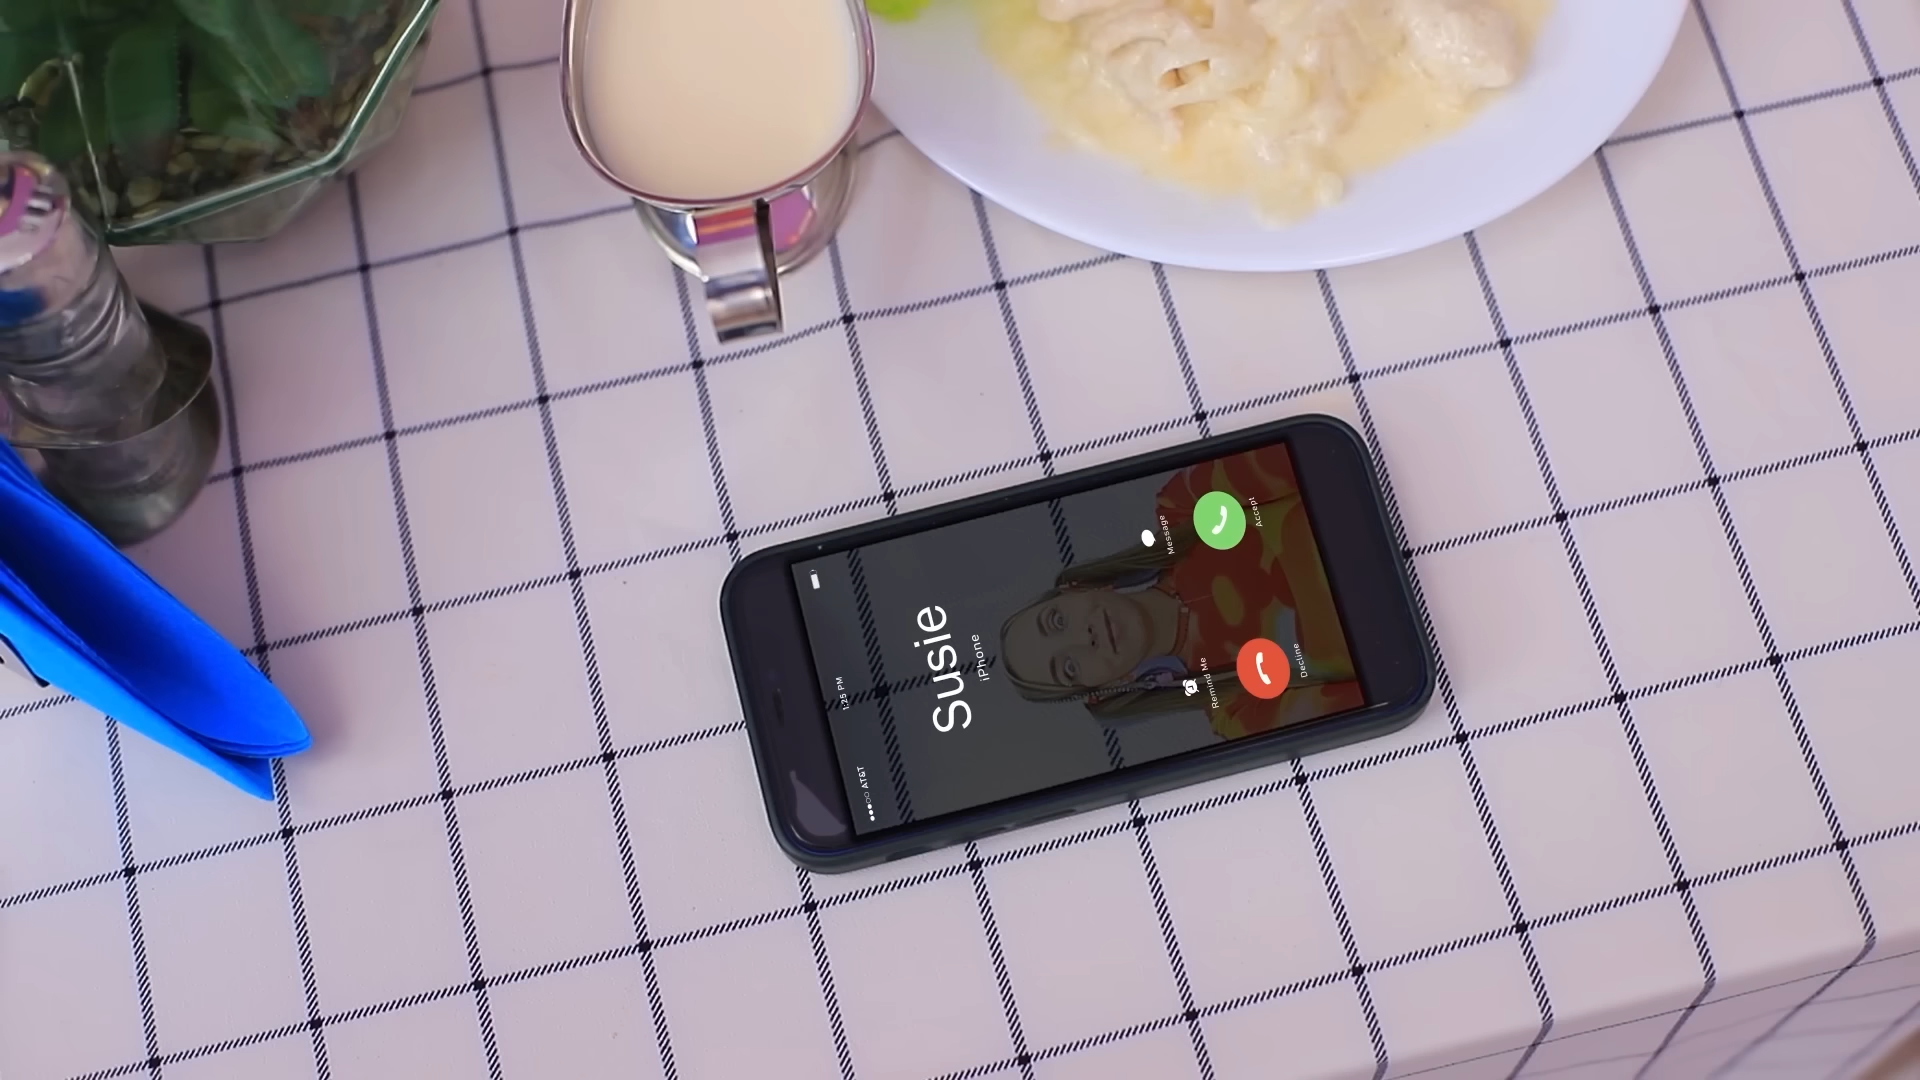 ●●●○○ AT&T 1:25 PM
Susie
iPhone
Remind Me Message
Decline Accept